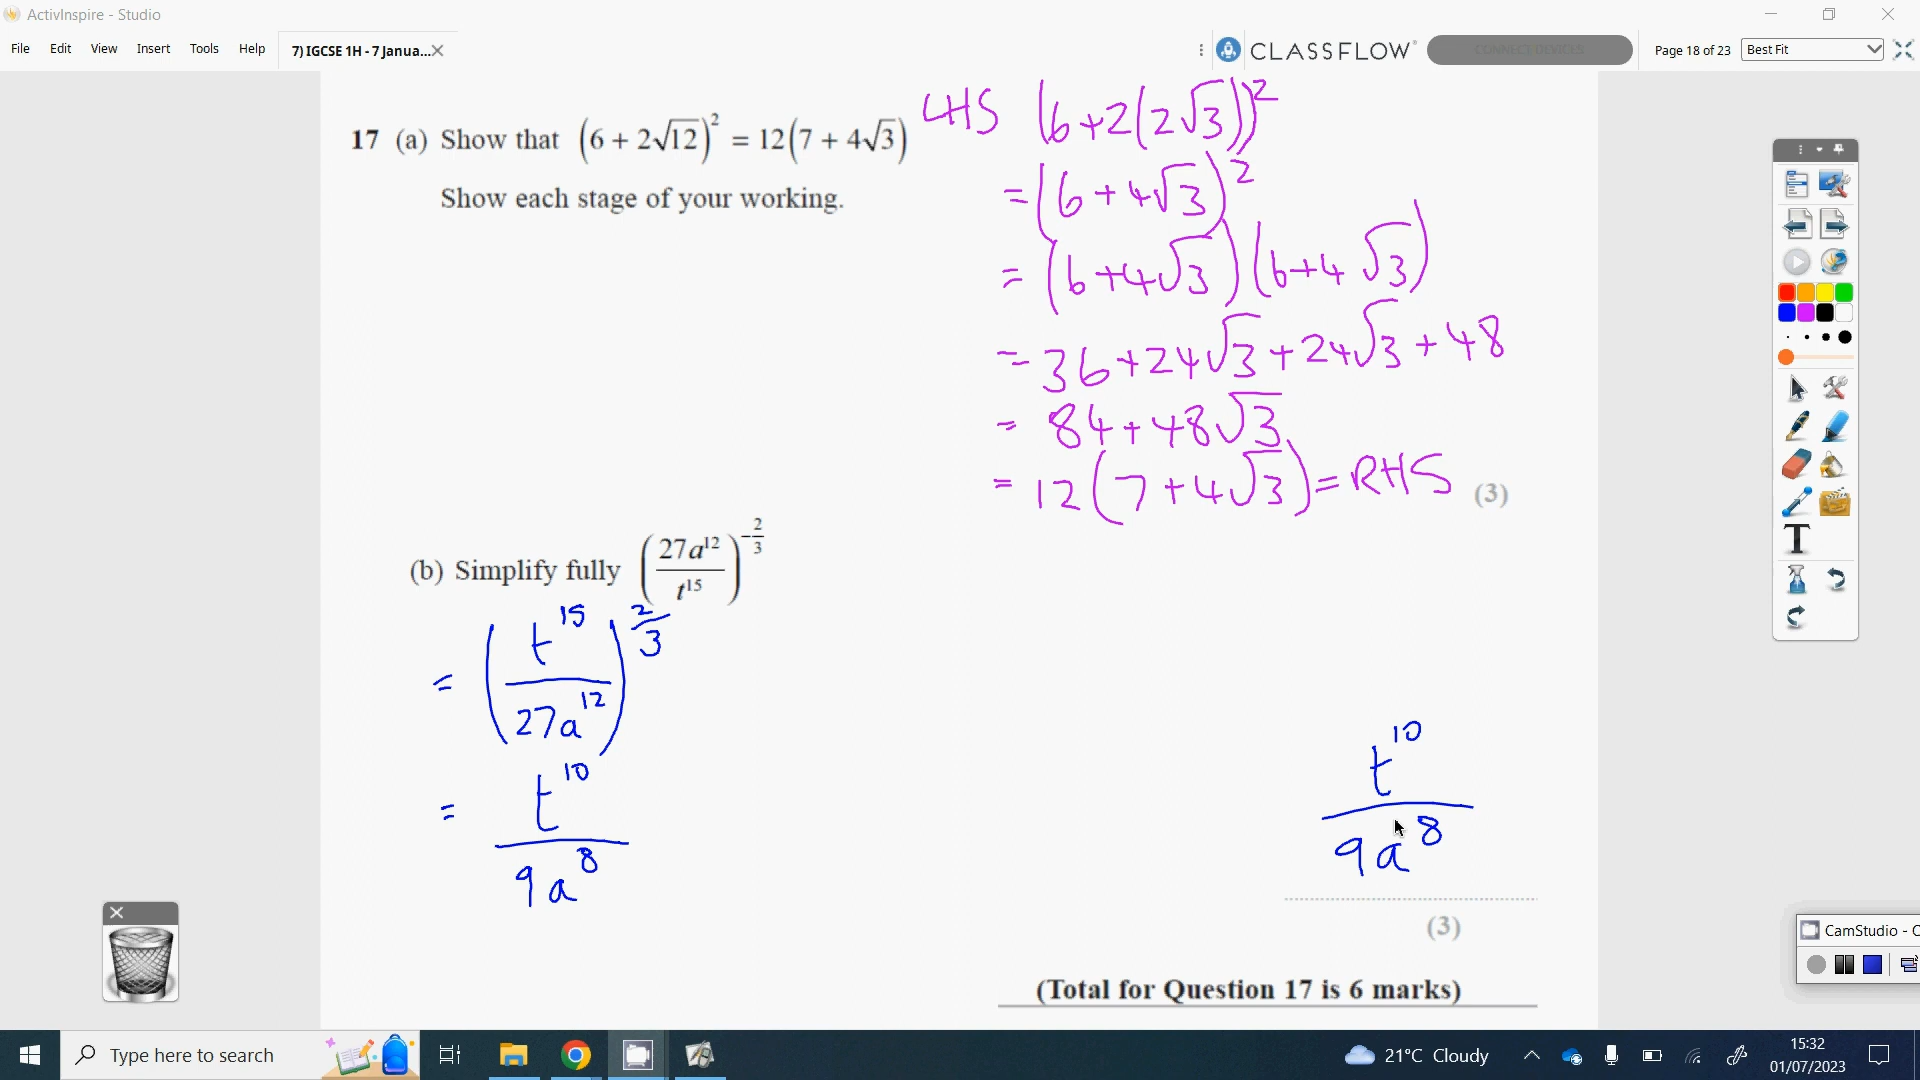 ActivInspire - Studio
File Edit View Insert Tools Help 7) IGCSE 1H - 7 Janua... CLASSFLOW CONNECT DEVICES Page 18 of 23 Best Fit
17 (a) Show that (6 + 2√12)² = 12(7 + 4√3)
Show each stage of your working.
LHS (6+2(2√3))²
= (6+4√3)²
= (6+4√3)(6+4√3)
= 36+24√3+24√3+48
= 84+48√3
= 12(7+4√3)=RHS
(3)
(b) Simplify fully (27a¹²/t¹⁵)^(-2/3)
= (t¹⁵/27a¹²)^(2/3)
= t¹⁰/9a⁸
t¹⁰/9a⁸
(3)
(Total for Question 17 is 6 marks)
T
CamStudio - O
Type here to search
21°C Cloudy
15:32
01/07/2023